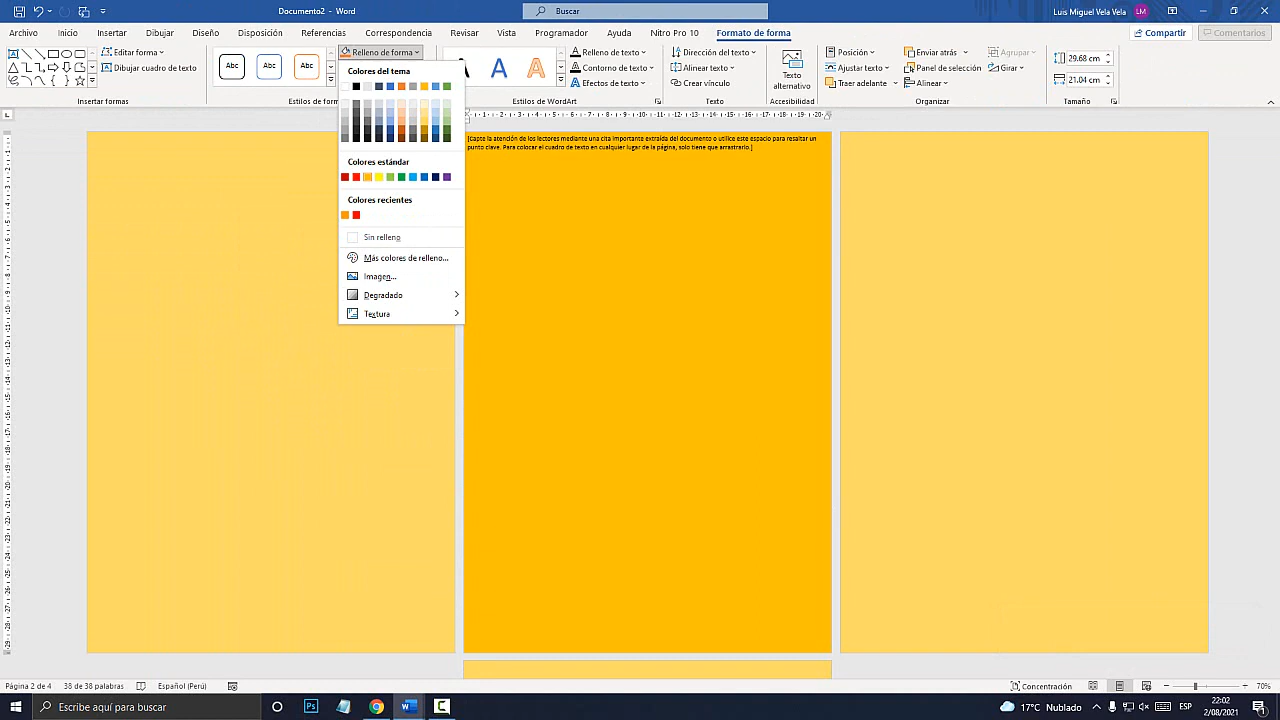 Documento2 - Word
Buscar
Luis Miguel Vela Vela
LM
Archivo Inicio Insertar Dibujar Diseño Disposición Referencias Correspondencia Revisar Vista Programador Ayuda Nitro Pro 10 Formato de forma
Compartir
Comentarios
Editar forma
Dibujar cuadro de texto
Insertar formas
Abc Abc Abc
Relleno de forma
Estilos de form
A A
Relleno de texto
Contorno de texto
Efectos de texto
Estilos de WordArt
Dirección del texto
Alinear texto
Crear vínculo
Texto
Texto
alternativo
Accesibilidad
Posición
Ajustar texto
Traer adelante
Enviar atrás
Panel de selección
Alinear
Agrupar
Girar
Organizar
29.68 cm
21.04 cm
Tamaño
Colores del tema
Colores estándar
Colores recientes
Sin relleno
Más colores de relleno...
Imagen...
Degradado
Textura
[Capte la atención de los lectores mediante una cita importante extraída del documento o utilice este espacio para resaltar un
punto clave. Para colocar el cuadro de texto en cualquier lugar de la página, solo tiene que arrastrarlo.]
Página 2 de 4 38 de 38 palabras Español (Perú)
Concentración
70%
Escribe aquí para buscar
17°C Nublado
ESP
22:02
2/08/2021